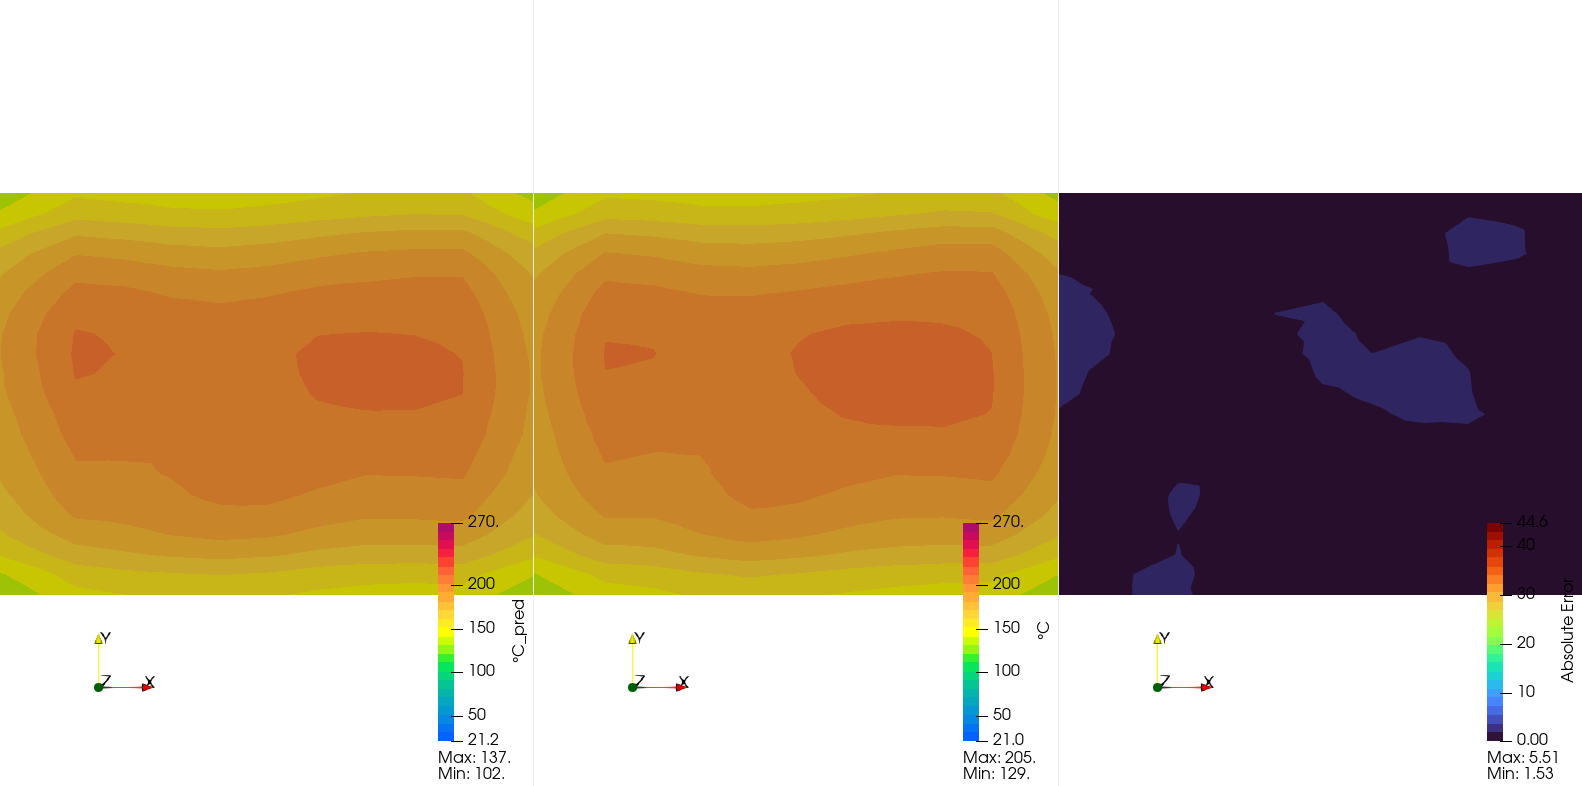 270.
200
150
100
50
21.2
°C_pred
Max: 137.
Min: 102.
Y
Z
X
270.
200
150
100
50
21.0
°C
Max: 205.
Min: 129.
Y
Z
X
44.6
40
30
20
10
0.00
Absolute Error
Max: 5.51
Min: 1.53
Y
Z
X